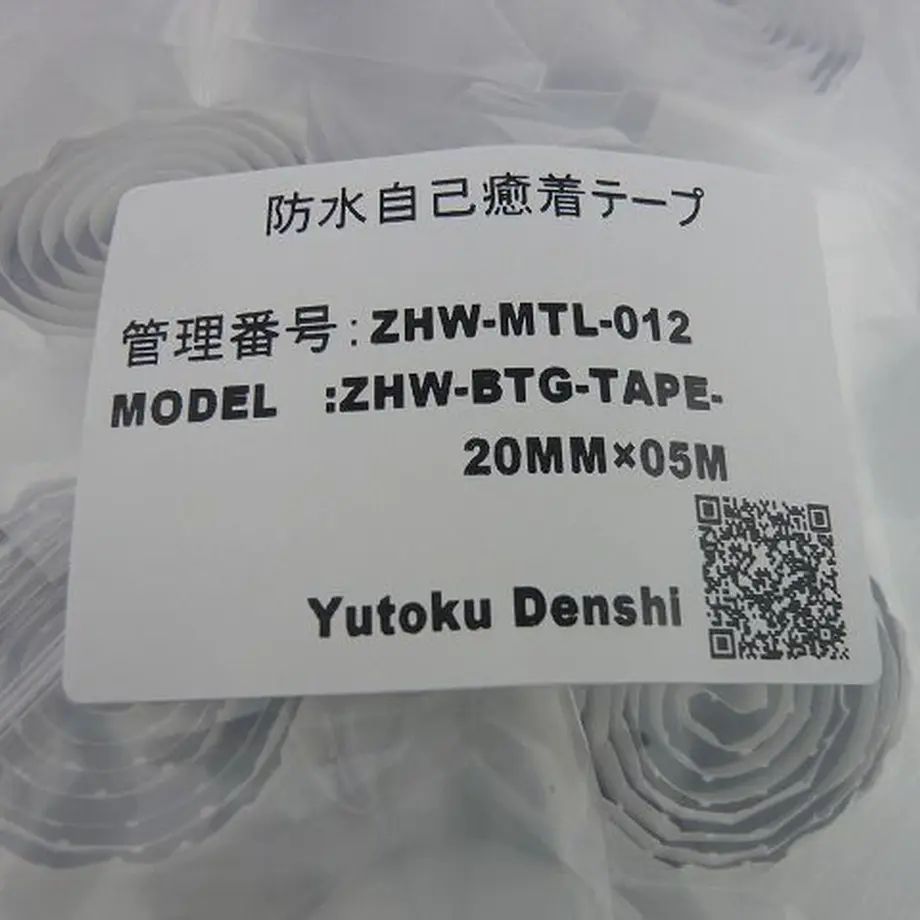 防水自己癒着テープ
管理番号:ZHW-MTL-012
MODEL :ZHW-BTG-TAPE-
20MM×05M
Yutoku Denshi